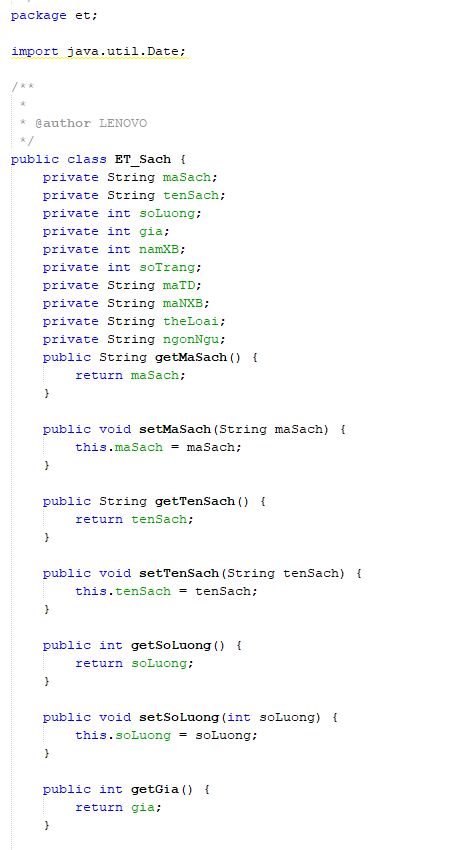 package et;
import java.util.Date;
/**
 *
 * @author LENOVO
 */
public class ET_Sach {
    private String maSach;
    private String tenSach;
    private int soLuong;
    private int gia;
    private int namXB;
    private int soTrang;
    private String maTD;
    private String maNXB;
    private String theLoai;
    private String ngonNgu;
    public String getMaSach() {
        return maSach;
    }
    public void setMaSach(String maSach) {
        this.maSach = maSach;
    }
    public String getTenSach() {
        return tenSach;
    }
    public void setTenSach(String tenSach) {
        this.tenSach = tenSach;
    }
    public int getSoLuong() {
        return soLuong;
    }
    public void setSoLuong(int soLuong) {
        this.soLuong = soLuong;
    }
    public int getGia() {
        return gia;
    }